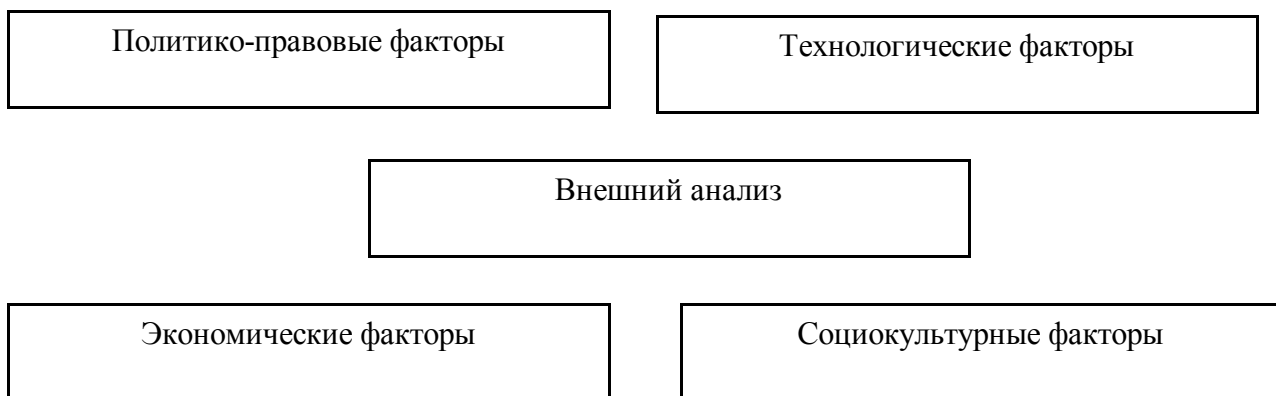 Политико-правовые факторы
Технологические факторы
Внешний анализ
Экономические факторы
Социокультурные факторы